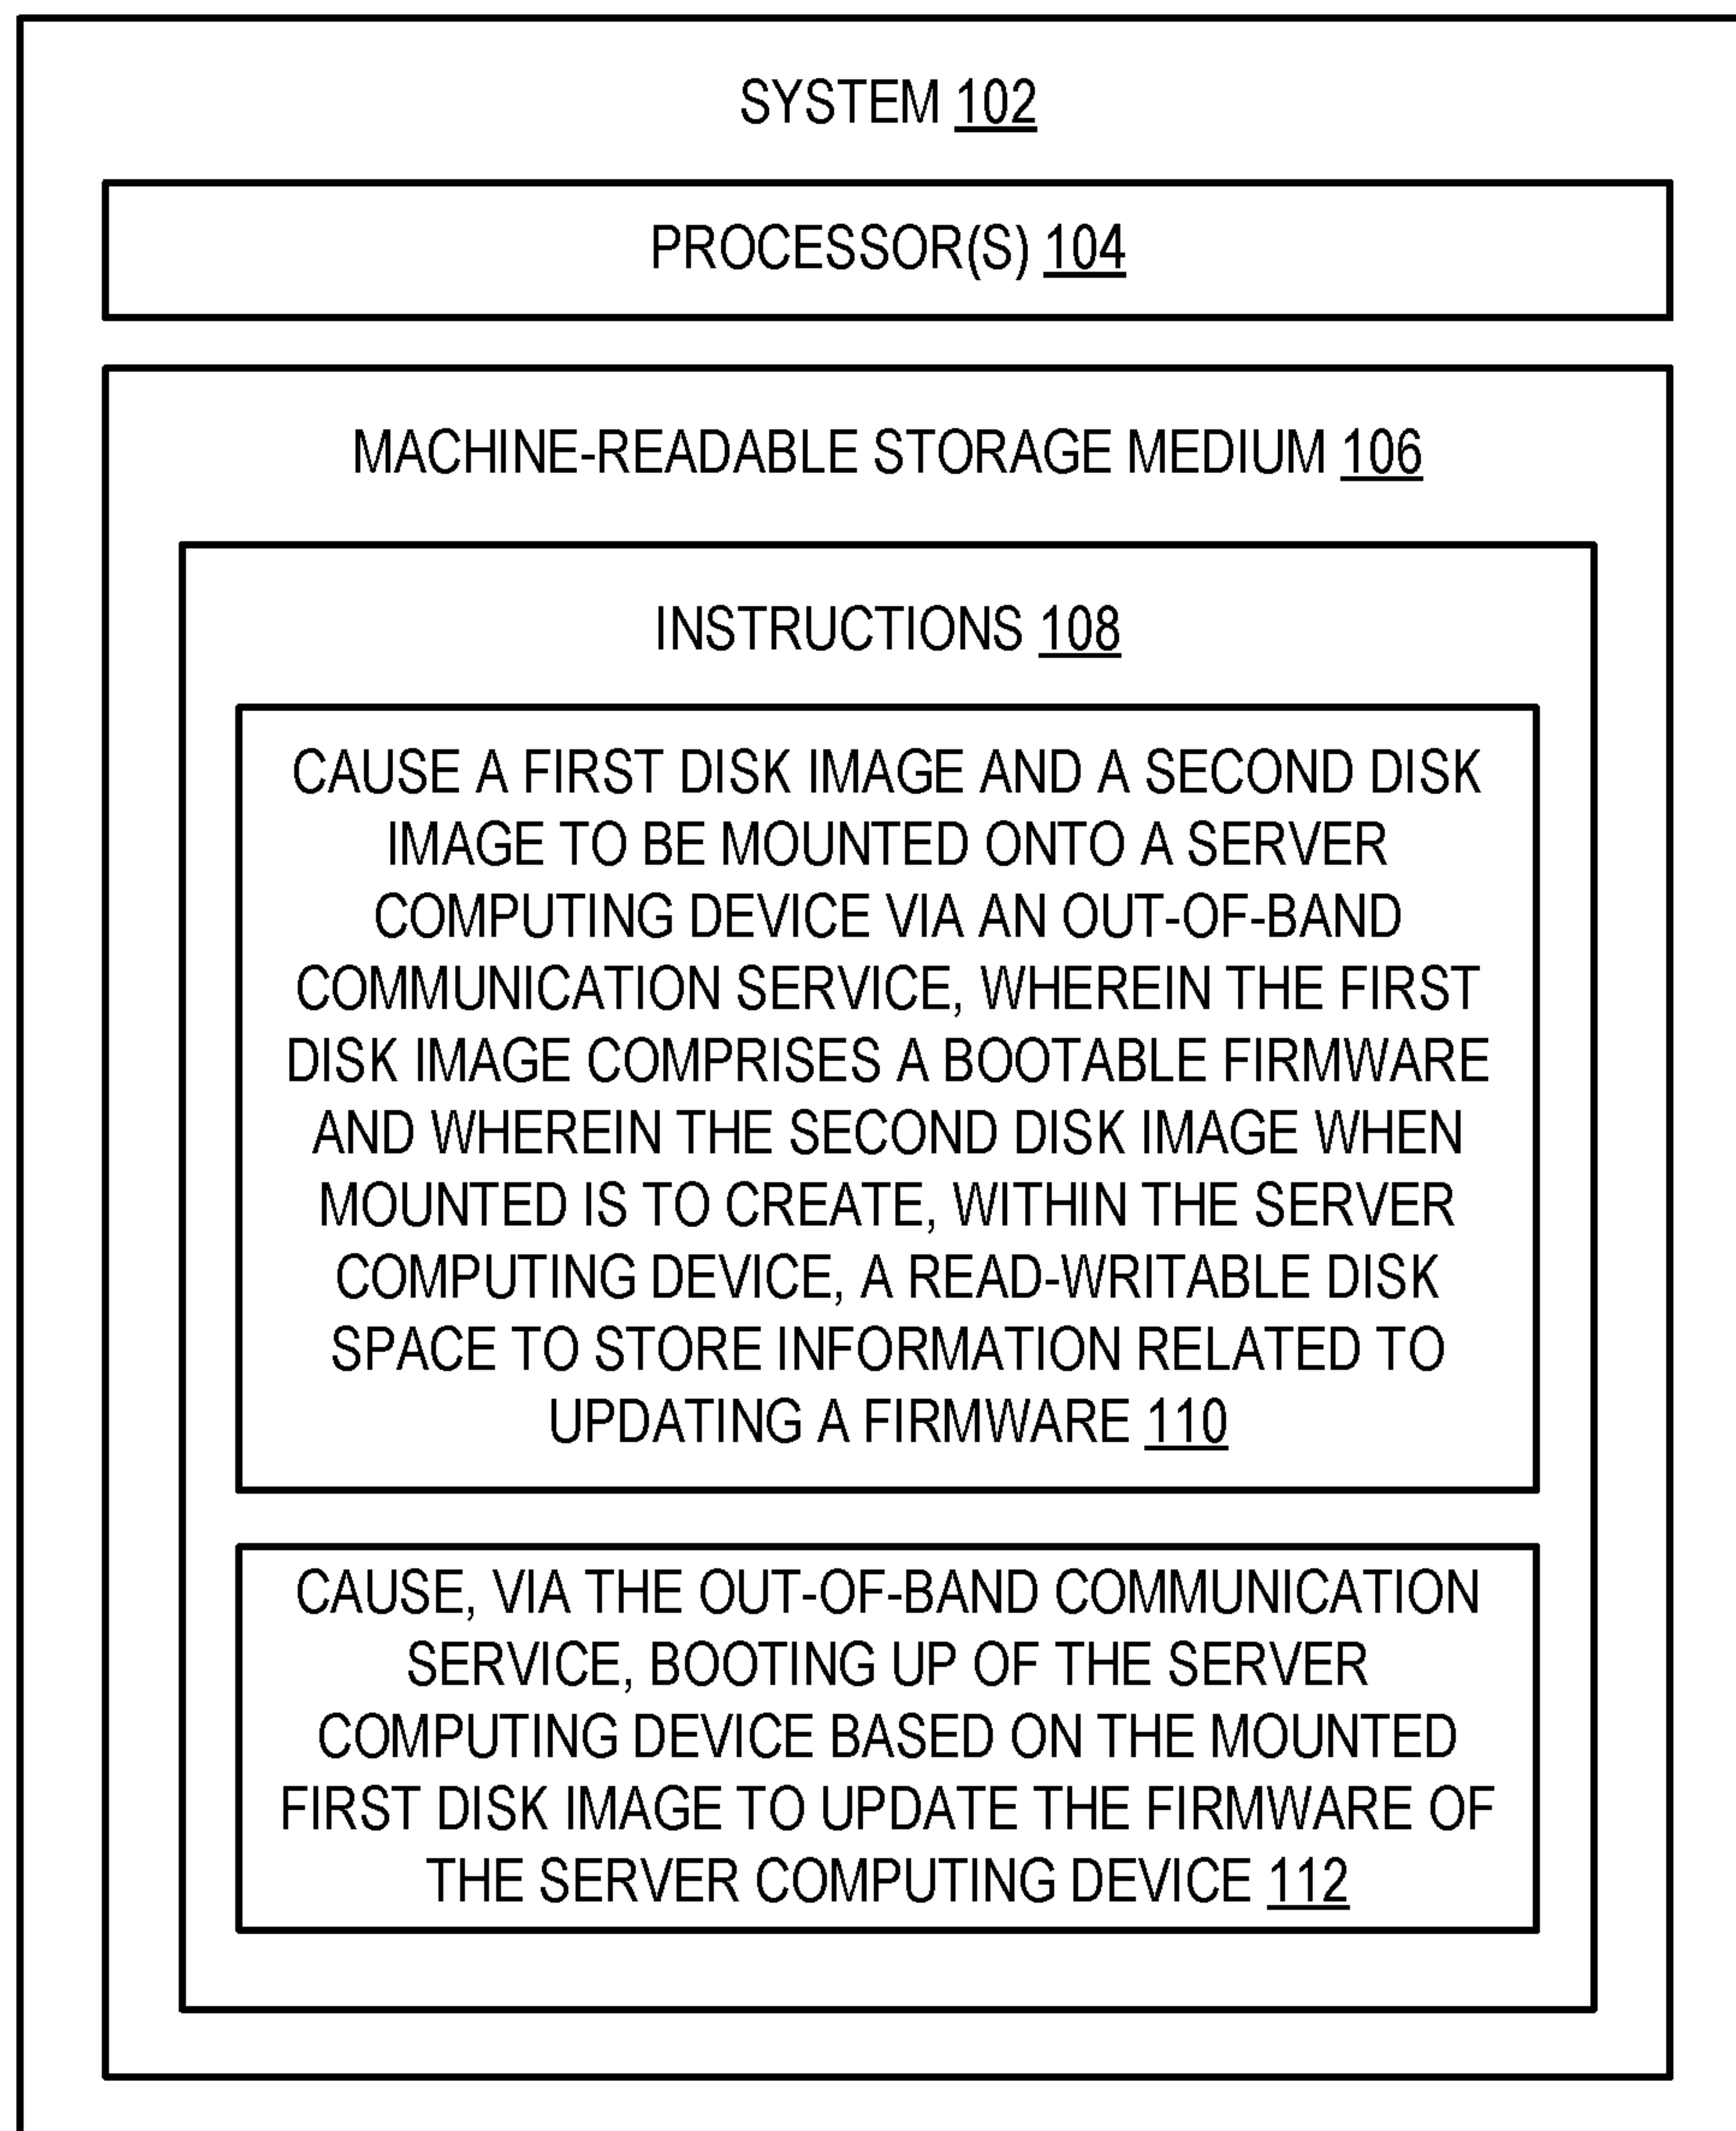 SYSTEM 102
PROCESSOR(S) 104
MACHINE-READABLE STORAGE MEDIUM 106
INSTRUCTIONS 108
CAUSE A FIRST DISK IMAGE AND A SECOND DISK
IMAGE TO BE MOUNTED ONTO A SERVER
COMPUTING DEVICE VIA AN OUT-OF-BAND
COMMUNICATION SERVICE, WHEREIN THE FIRST
DISK IMAGE COMPRISES A BOOTABLE FIRMWARE
AND WHEREIN THE SECOND DISK IMAGE WHEN
MOUNTED IS TO CREATE, WITHIN THE SERVER
COMPUTING DEVICE, A READ-WRITABLE DISK
SPACE TO STORE INFORMATION RELATED TO
UPDATING A FIRMWARE 110
CAUSE, VIA THE OUT-OF-BAND COMMUNICATION
SERVICE, BOOTING UP OF THE SERVER
COMPUTING DEVICE BASED ON THE MOUNTED
FIRST DISK IMAGE TO UPDATE THE FIRMWARE OF
THE SERVER COMPUTING DEVICE 112